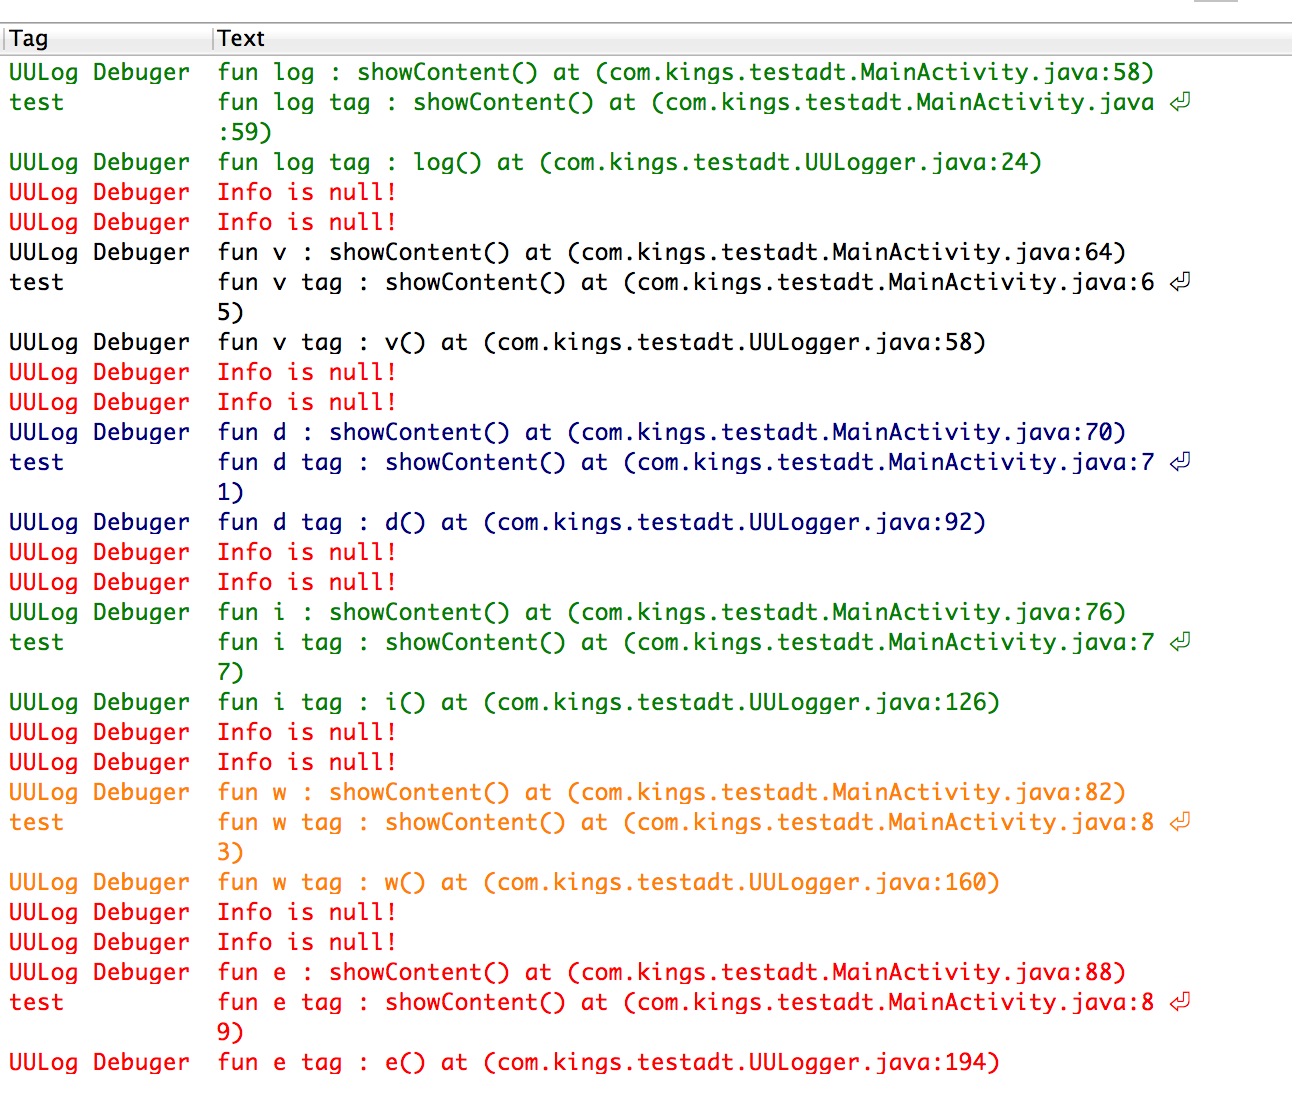 Tag Text
UULog Debuger fun log : showContent() at (com.kings.testadt.MainActivity.java:58)
test fun log tag : showContent() at (com.kings.testadt.MainActivity.java
:59)
UULog Debuger fun log tag : log() at (com.kings.testadt.UULogger.java:24)
UULog Debuger Info is null!
UULog Debuger Info is null!
UULog Debuger fun v : showContent() at (com.kings.testadt.MainActivity.java:64)
test fun v tag : showContent() at (com.kings.testadt.MainActivity.java:6
5)
UULog Debuger fun v tag : v() at (com.kings.testadt.UULogger.java:58)
UULog Debuger Info is null!
UULog Debuger Info is null!
UULog Debuger fun d : showContent() at (com.kings.testadt.MainActivity.java:70)
test fun d tag : showContent() at (com.kings.testadt.MainActivity.java:7
1)
UULog Debuger fun d tag : d() at (com.kings.testadt.UULogger.java:92)
UULog Debuger Info is null!
UULog Debuger Info is null!
UULog Debuger fun i : showContent() at (com.kings.testadt.MainActivity.java:76)
test fun i tag : showContent() at (com.kings.testadt.MainActivity.java:7
7)
UULog Debuger fun i tag : i() at (com.kings.testadt.UULogger.java:126)
UULog Debuger Info is null!
UULog Debuger Info is null!
UULog Debuger fun w : showContent() at (com.kings.testadt.MainActivity.java:82)
test fun w tag : showContent() at (com.kings.testadt.MainActivity.java:8
3)
UULog Debuger fun w tag : w() at (com.kings.testadt.UULogger.java:160)
UULog Debuger Info is null!
UULog Debuger Info is null!
UULog Debuger fun e : showContent() at (com.kings.testadt.MainActivity.java:88)
test fun e tag : showContent() at (com.kings.testadt.MainActivity.java:8
9)
UULog Debuger fun e tag : e() at (com.kings.testadt.UULogger.java:194)